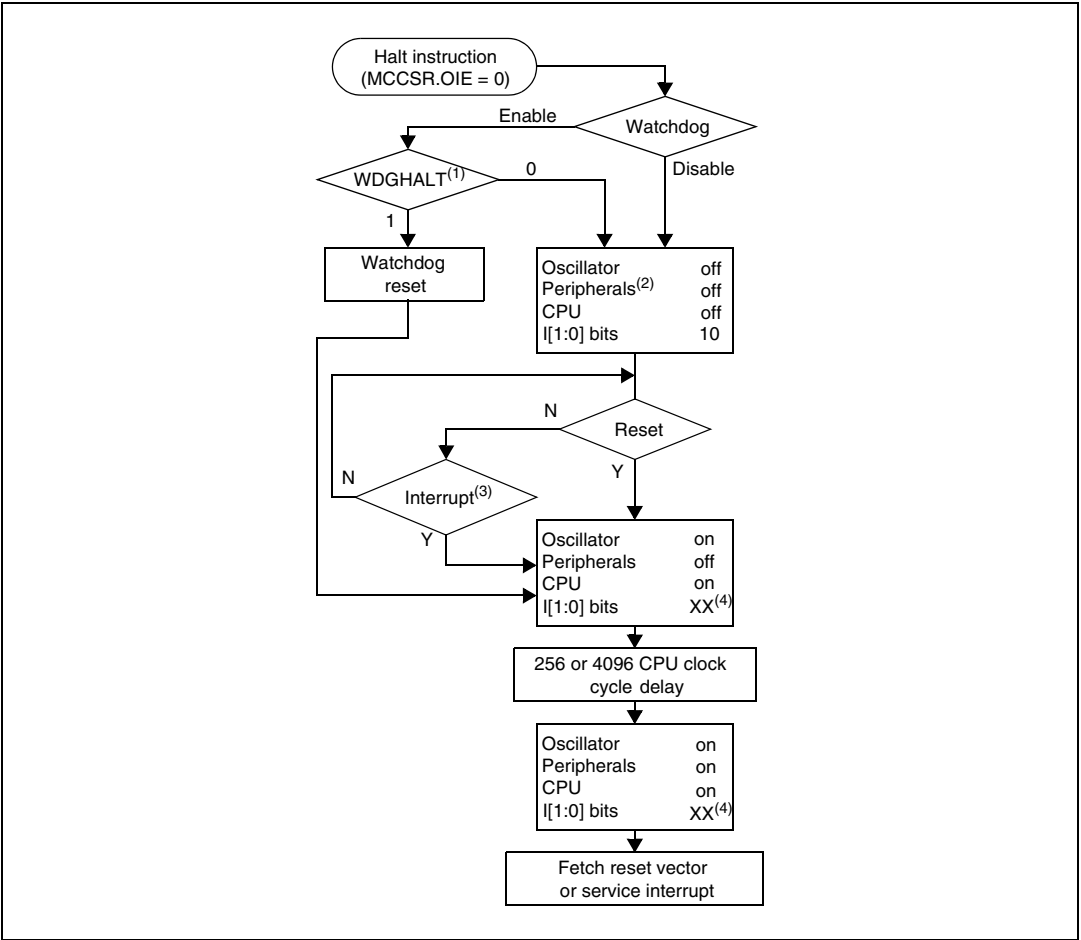 Halt instruction
(MCCSR.OIE = 0)
Enable
Watchdog
WDGHALT(1)
0
Disable
1
Watchdog
reset
Oscillator off
Peripherals(2) off
CPU off
I[1:0] bits 10
N
Reset
Y
N
Interrupt(3)
Y
Oscillator on
Peripherals off
CPU on
I[1:0] bits XX(4)
256 or 4096 CPU clock
cycle delay
Oscillator on
Peripherals on
CPU on
I[1:0] bits XX(4)
Fetch reset vector
or service interrupt